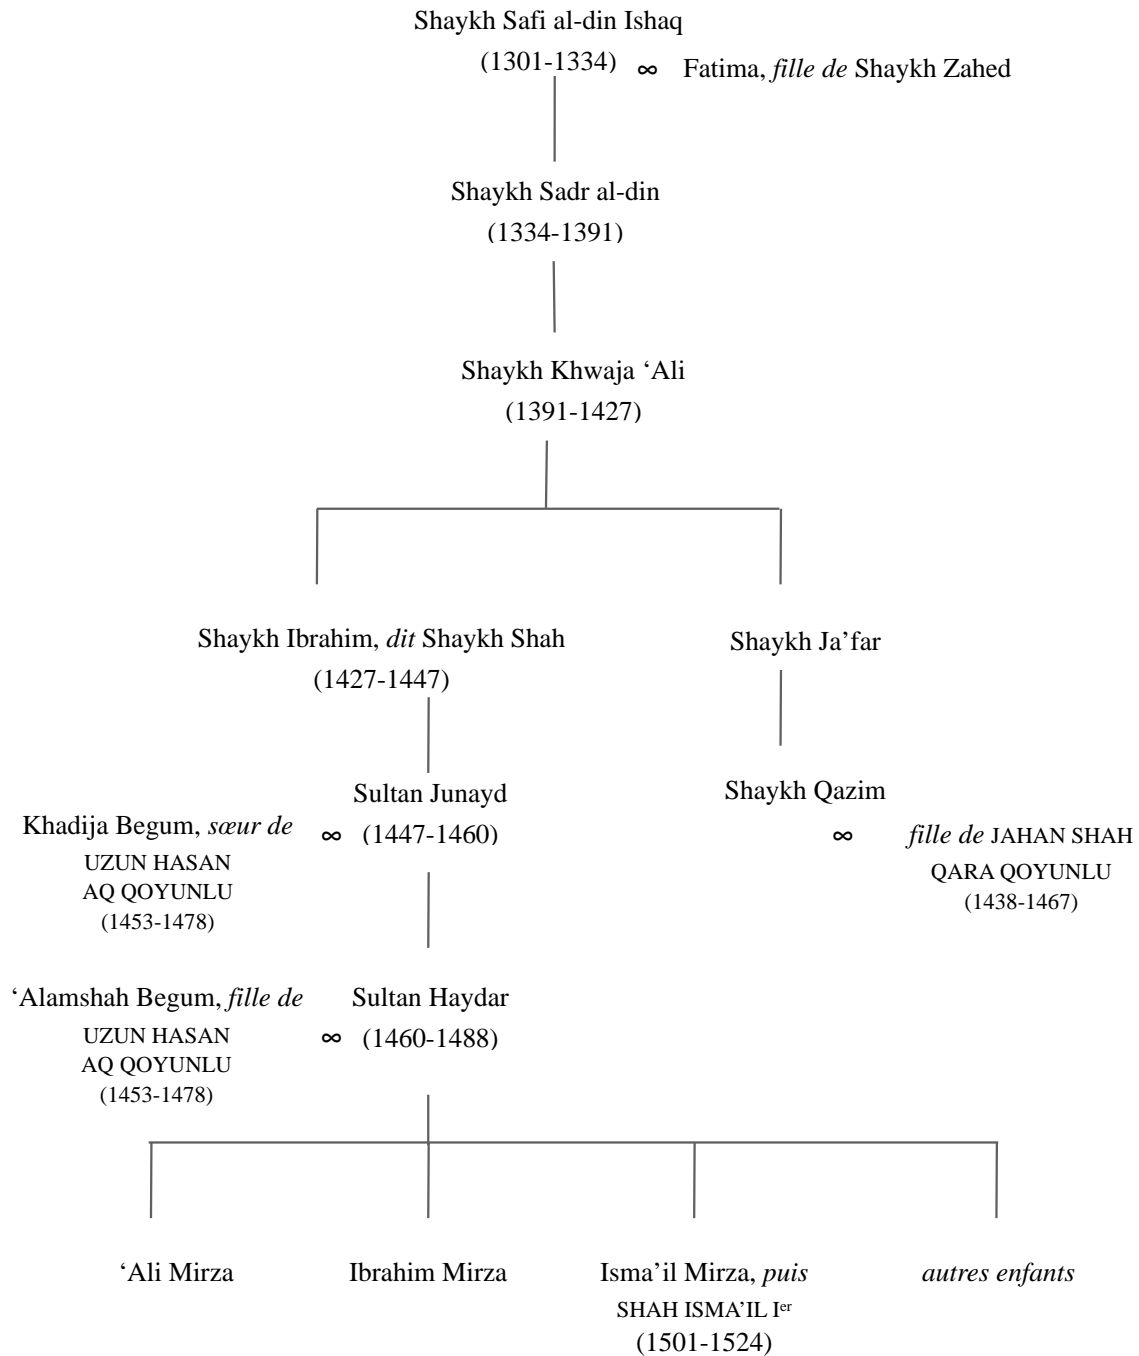 Shaykh Safi al-din Ishaq
(1301-1334) ∞ Fatima, fille de Shaykh Zahed
Shaykh Sadr al-din
(1334-1391)
Shaykh Khwaja ‘Ali
(1391-1427)
Shaykh Ibrahim, dit Shaykh Shah
(1427-1447)
Shaykh Ja’far
Sultan Junayd
(1447-1460)
Khadija Begum, sœur de ∞
UZUN HASAN
AQ QOYUNLU
(1453-1478)
Shaykh Qazim
∞ fille de JAHAN SHAH
QARA QOYUNLU
(1438-1467)
‘Alamshah Begum, fille de
UZUN HASAN
AQ QOYUNLU
(1453-1478)
Sultan Haydar
∞ (1460-1488)
‘Ali Mirza
Ibrahim Mirza
Isma’il Mirza, puis
SHAH ISMA’IL Ier
(1501-1524)
autres enfants